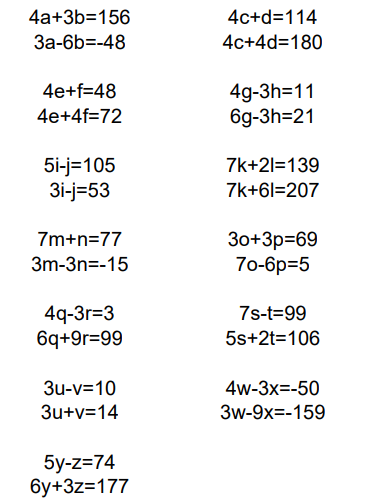 4a+3b=156
3a-6b=-48
4c+d=114
4c+4d=180
4e+f=48
4e+4f=72
4g-3h=11
6g-3h=21
5i-j=105
3i-j=53
7k+2l=139
7k+6l=207
7m+n=77
3m-3n=-15
3o+3p=69
7o-6p=5
4q-3r=3
6q+9r=99
7s-t=99
5s+2t=106
3u-v=10
3u+v=14
4w-3x=-50
3w-9x=-159
5y-z=74
6y+3z=177